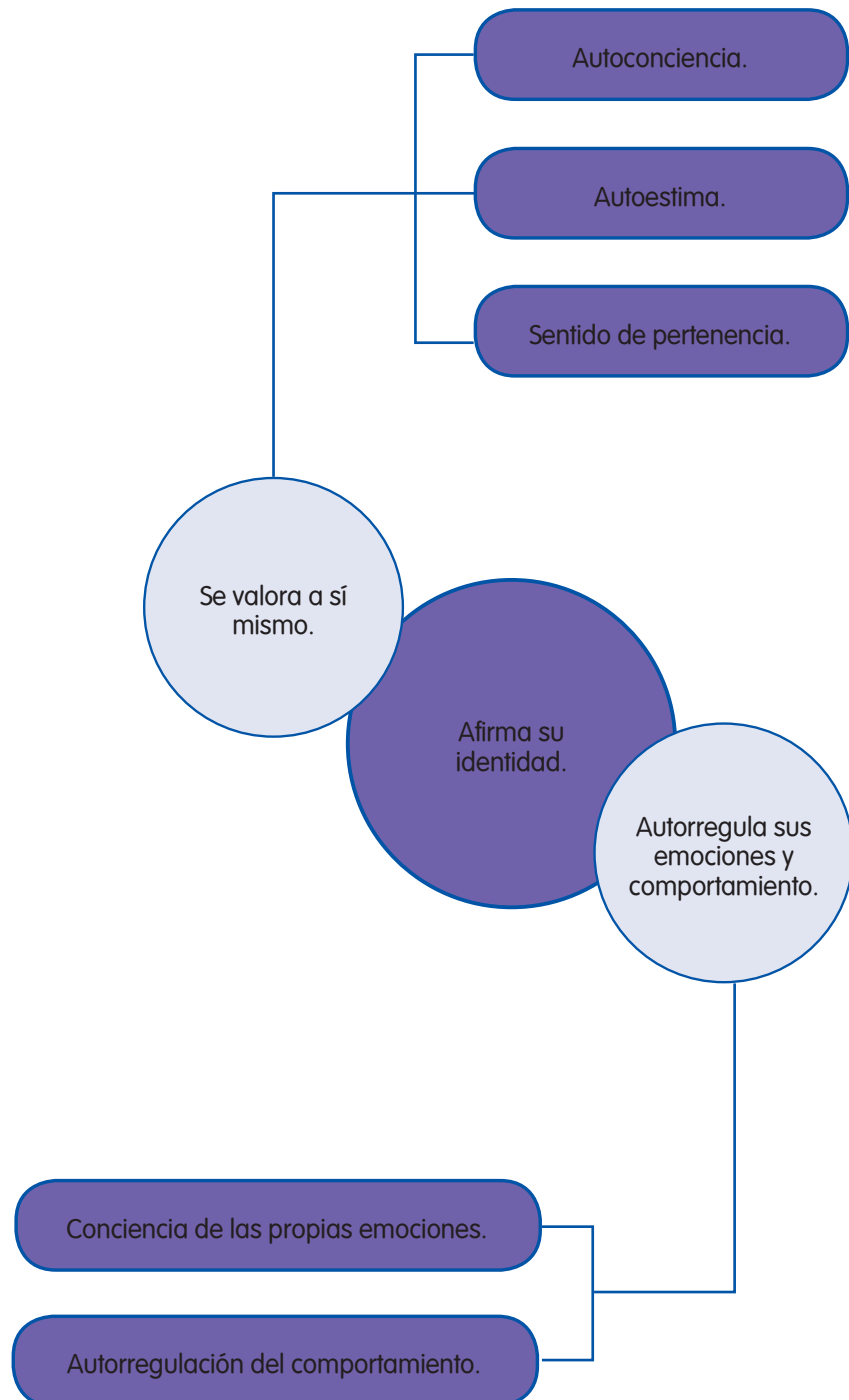 Autoconciencia.
Autoestima.
Sentido de pertenencia.
Se valora a sí
mismo.
Afirma su
identidad.
Autorregula sus
emociones y
comportamiento.
Conciencia de las propias emociones.
Autorregulación del comportamiento.